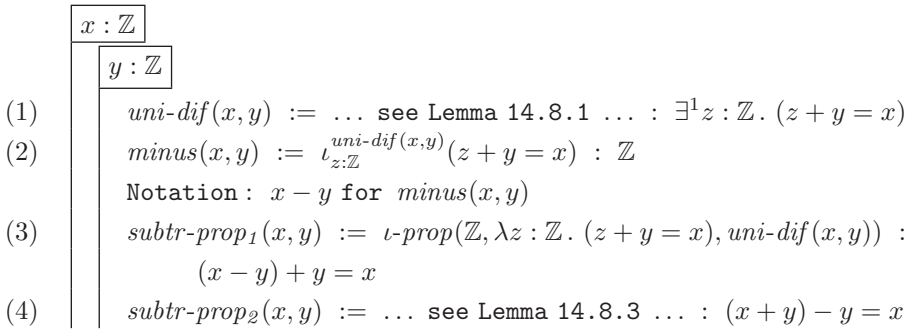 x : ℤ
y : ℤ
(1) uni-dif(x, y) := ... see Lemma 14.8.1 ... : ∃¹z : ℤ . (z + y = x)
(2) minus(x, y) := ι_{z:ℤ}^{uni-dif(x,y)}(z + y = x) : ℤ
Notation : x − y for minus(x, y)
(3) subtr-prop₁(x, y) := ι-prop(ℤ, λz : ℤ . (z + y = x), uni-dif(x, y)) :
(x − y) + y = x
(4) subtr-prop₂(x, y) := ... see Lemma 14.8.3 ... : (x + y) − y = x